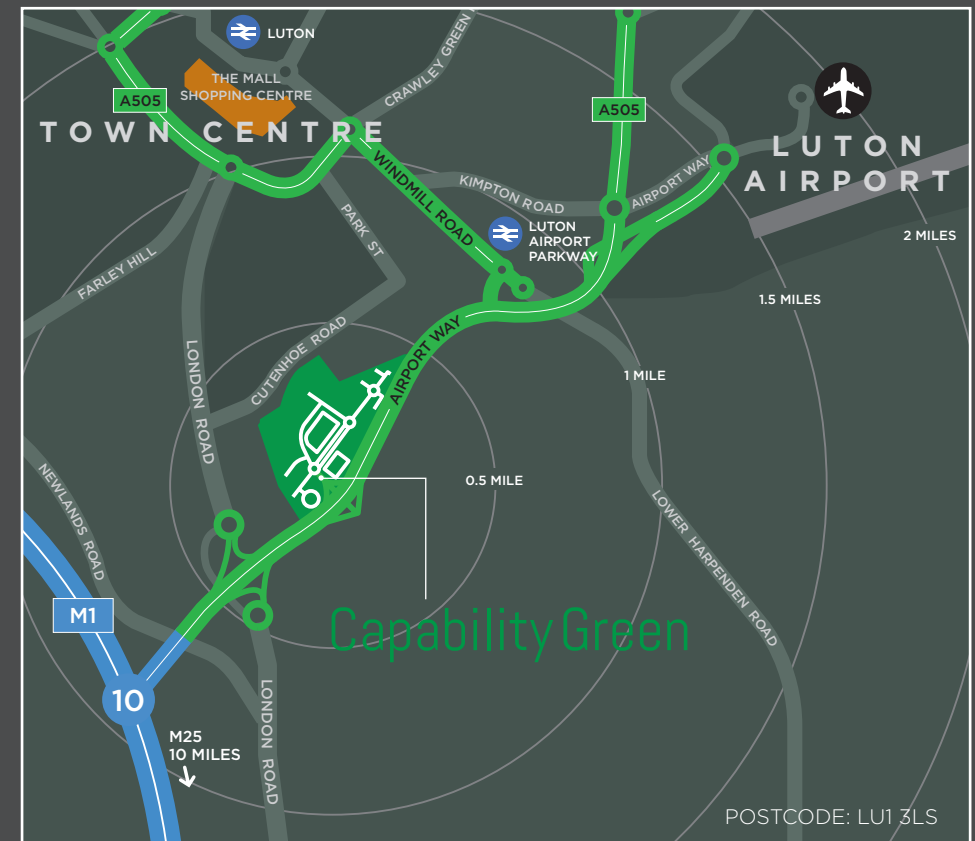 LUTON
THE MALL
SHOPPING CENTRE
CRAWLEY GREEN
A505
A505
TOWN CENTRE
LUTON
AIRPORT
WINDMILL ROAD
KIMPTON ROAD
AIRPORT WAY
PARK ST
LUTON
AIRPORT
PARKWAY
2 MILES
FARLEY HILL
1.5 MILES
CUTENHOE ROAD
AIRPORT WAY
LONDON ROAD
1 MILE
0.5 MILE
NEWLANDS ROAD
LOWER HARPENDEN ROAD
M1
Capability Green
10
LONDON ROAD
M25
10 MILES
POSTCODE: LU1 3LS